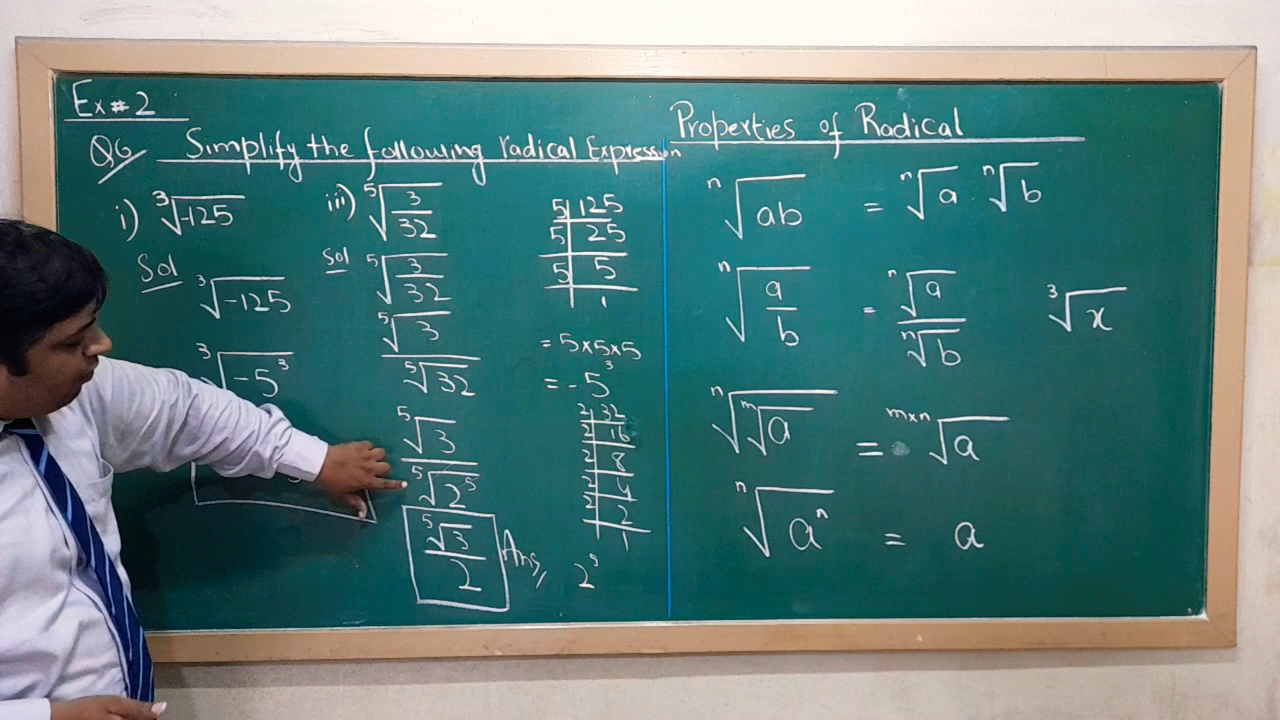 Ex # 2
Q6 Simplify the following radical Expression
i) ³√-125
Sol
³√-125
³√-5³
iii) ⁵√(3/32)
Sol
⁵√(3/32)
⁵√3
⁵√32
⁵√3
⁵√2⁵
⁵√3
2
Ans,
5 | 125
5 | 25
5 | 5
1
= 5×5×5
= -5³
2 | 32
2 | 16
2 | 8
2 | 4
2 | 2
1
2⁵
Properties of Radical
ⁿ√ab = ⁿ√a · ⁿ√b
ⁿ√(a/b) = ⁿ√a / ⁿ√b
³√x
ⁿ√ᵐ√a = ᵐˣⁿ√a
ⁿ√aⁿ = a